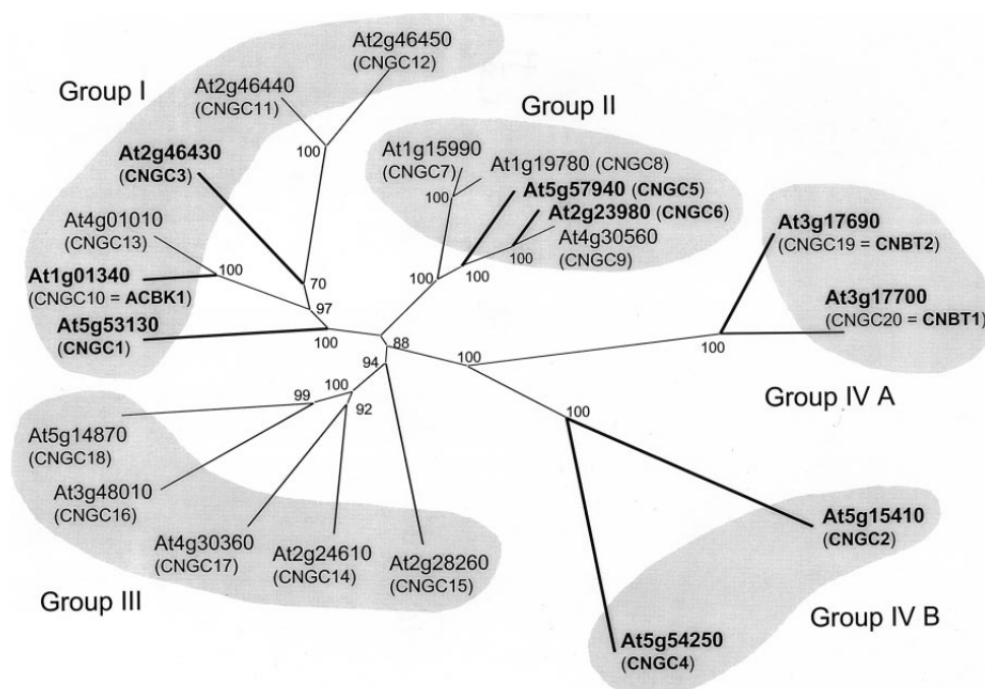 Group I
At2g46450
(CNGC12)
At2g46440
(CNGC11)
100
At2g46430
(CNGC3)
At4g01010
(CNGC13)
100
At1g01340
(CNGC10 = ACBK1)
70
97
At5g53130
(CNGC1)
100
Group II
At1g15990
(CNGC7)
At1g19780 (CNGC8)
100
At5g57940 (CNGC5)
At2g23980 (CNGC6)
At4g30560
(CNGC9)
100
100
100
At3g17690
(CNGC19 = CNBT2)
At3g17700
(CNGC20 = CNBT1)
100
Group IV A
88
100
94
100
99
92
100
At5g14870
(CNGC18)
At3g48010
(CNGC16)
At4g30360
(CNGC17)
At2g24610
(CNGC14)
At2g28260
(CNGC15)
Group III
At5g15410
(CNGC2)
At5g54250
(CNGC4)
Group IV B